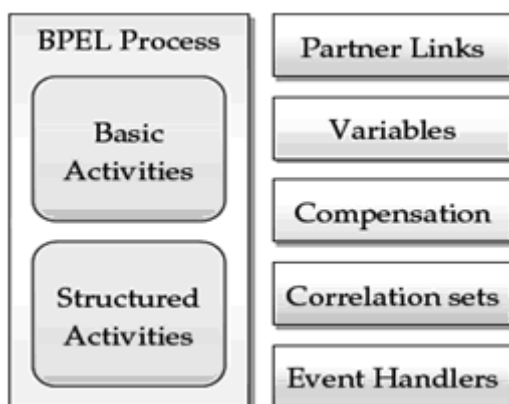 BPEL Process
Basic
Activities
Structured
Activities
Partner Links
Variables
Compensation
Correlation sets
Event Handlers